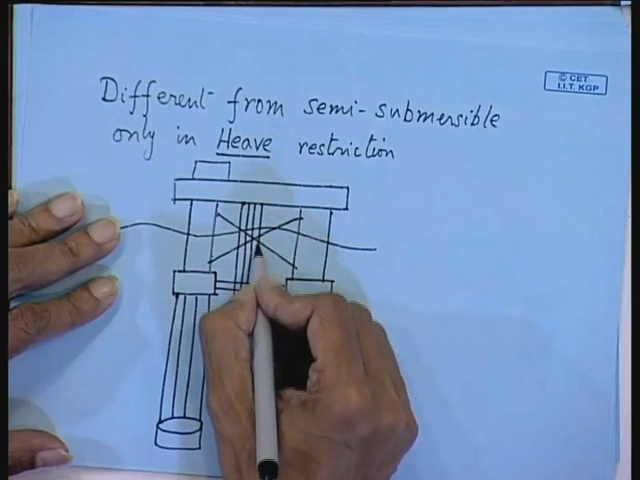 Different from semi-submersible
© CET
I.I.T. KGP
only in Heave restriction